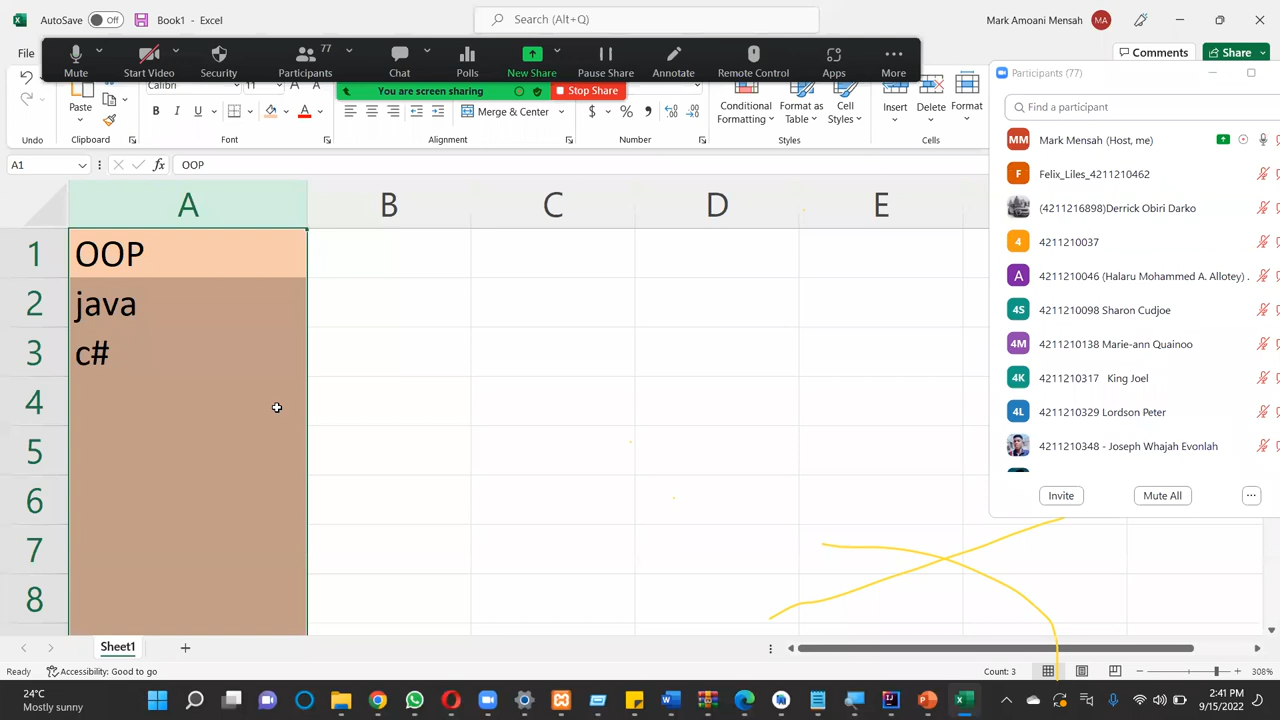 AutoSave Off Book1 - Excel Search (Alt+Q) Mark Amoani Mensah MA
File Comments Share
Mute Start Video Security Participants 77 Chat Polls New Share Pause Share Annotate Remote Control Apps More
You are screen sharing Stop Share
Participants (77)
Find a participant
Calibri 11
Paste
B I U A Merge & Center $ % , Conditional Formatting Format as Table Cell Styles Insert Delete Format
Undo Clipboard Font Alignment Number Styles Cells
A1 fx OOP
A B C D E
1 OOP
2 java
3 c#
4
5
6
7
8
MM Mark Mensah (Host, me)
F Felix_Liles_4211210462
(4211216898)Derrick Obiri Darko
4 4211210037
A 4211210046 (Halaru Mohammed A. Allotey) .
4S 4211210098 Sharon Cudjoe
4M 4211210138 Marie-ann Quainoo
4K 4211210317 King Joel
4L 4211210329 Lordson Peter
4211210348 - Joseph Whajah Evonlah
Invite Mute All ...
Sheet1
Ready Accessibility: Good to go Count: 3 308%
24°C
Mostly sunny
2:41 PM
9/15/2022